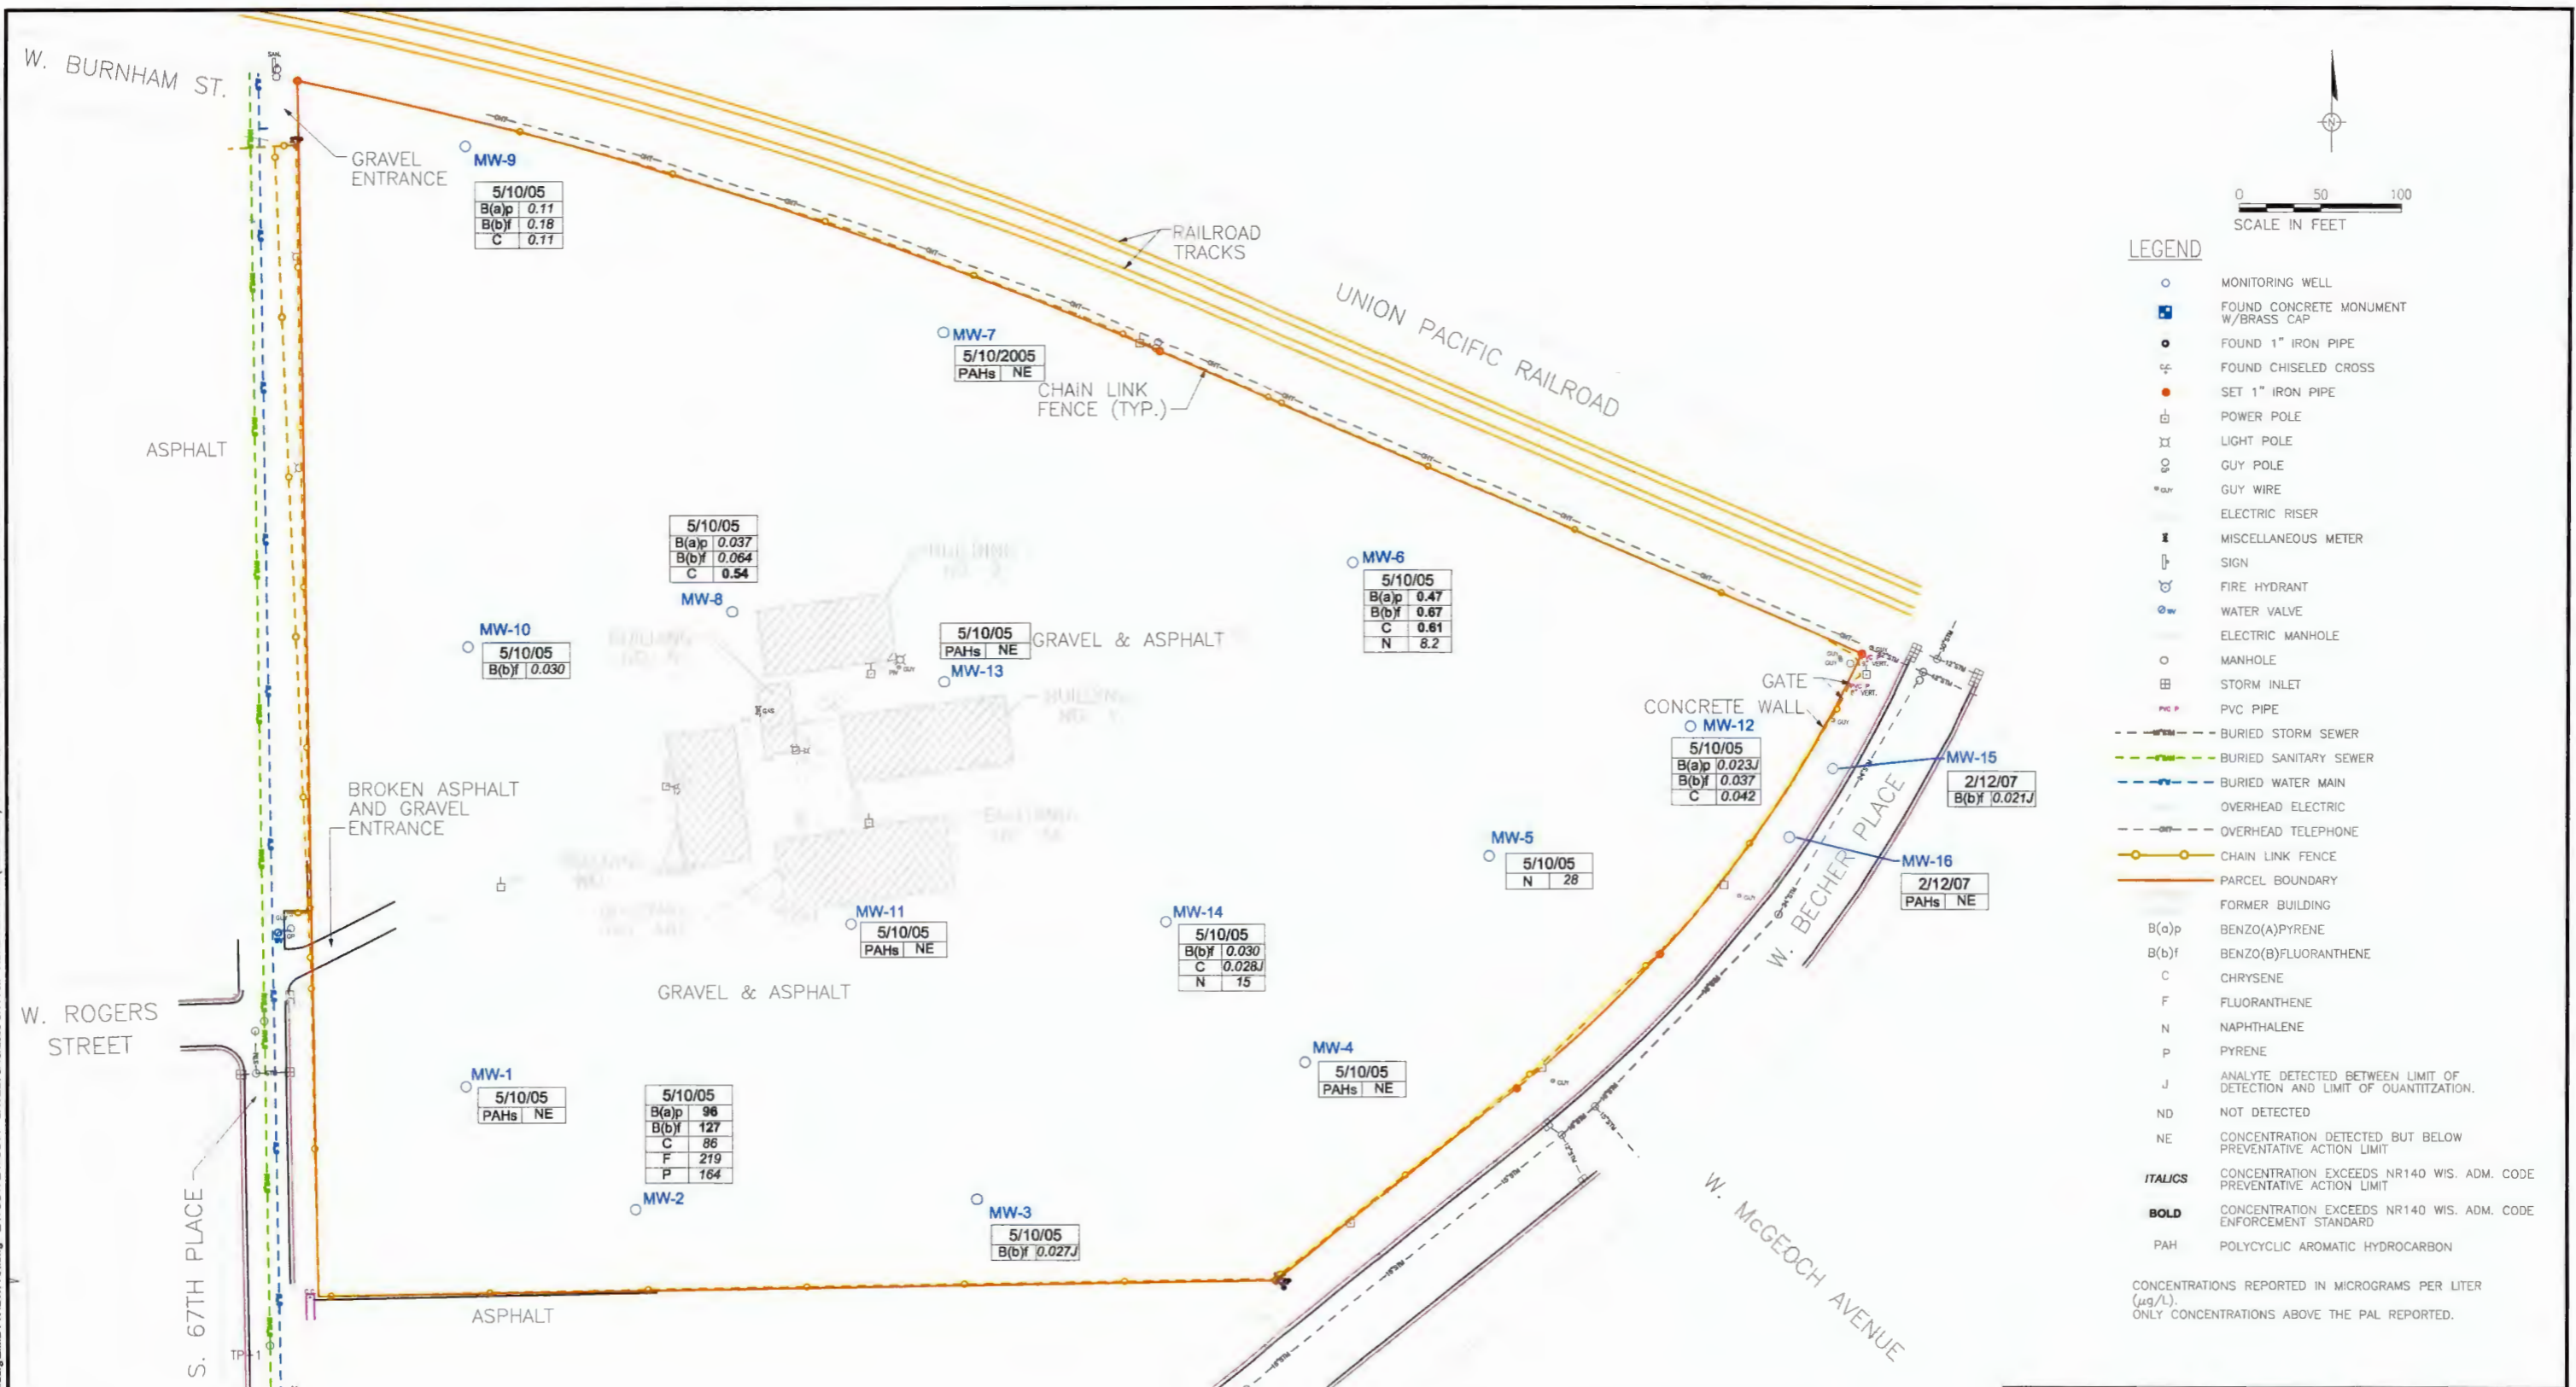 W. BURNHAM ST.
GRAVEL
ENTRANCE
MW-9
5/10/05
B(a)p 0.11
B(b)f 0.18
C 0.11
RAILROAD
TRACKS
UNION PACIFIC RAILROAD
MW-7
5/10/2005
PAHs NE
CHAIN LINK
FENCE (TYP.)
ASPHALT
5/10/05
B(a)p 0.037
B(b)f 0.064
C 0.54
MW-8
MW-10
5/10/05
B(b)f 0.030
5/10/05
PAHs NE
MW-13
GRAVEL & ASPHALT
MW-6
5/10/05
B(a)p 0.47
B(b)f 0.67
C 0.61
N 8.2
GATE
CONCRETE WALL
MW-12
5/10/05
B(a)p 0.023J
B(b)f 0.037
C 0.042
MW-15
2/12/07
B(b)f 0.021J
BROKEN ASPHALT
AND GRAVEL
ENTRANCE
MW-5
5/10/05
N 28
MW-16
2/12/07
PAHs NE
W. BECHER PLACE
MW-11
5/10/05
PAHs NE
MW-14
5/10/05
B(b)f 0.030
C 0.028J
N 15
GRAVEL & ASPHALT
W. ROGERS
STREET
MW-1
5/10/05
PAHs NE
5/10/05
B(a)p 96
B(b)f 127
C 86
F 219
P 164
MW-2
MW-4
5/10/05
PAHs NE
MW-3
5/10/05
B(b)f 0.027J
S. 67TH PLACE
TP-1
ASPHALT
W. McGEOCH AVENUE
N
0 50 100
SCALE IN FEET
LEGEND
MONITORING WELL
FOUND CONCRETE MONUMENT
W/BRASS CAP
FOUND 1" IRON PIPE
FOUND CHISELED CROSS
SET 1" IRON PIPE
POWER POLE
LIGHT POLE
GUY POLE
GUY GUY WIRE
ELECTRIC RISER
MISCELLANEOUS METER
SIGN
FIRE HYDRANT
WATER VALVE
ELECTRIC MANHOLE
MANHOLE
STORM INLET
PVC P PVC PIPE
BURIED STORM SEWER
BURIED SANITARY SEWER
BURIED WATER MAIN
OVERHEAD ELECTRIC
OHT OVERHEAD TELEPHONE
CHAIN LINK FENCE
PARCEL BOUNDARY
FORMER BUILDING
B(a)p BENZO(A)PYRENE
B(b)f BENZO(B)FLUORANTHENE
C CHRYSENE
F FLUORANTHENE
N NAPHTHALENE
P PYRENE
J ANALYTE DETECTED BETWEEN LIMIT OF
DETECTION AND LIMIT OF QUANTITZATION.
ND NOT DETECTED
NE CONCENTRATION DETECTED BUT BELOW
PREVENTATIVE ACTION LIMIT
ITALICS CONCENTRATION EXCEEDS NR140 WIS. ADM. CODE
PREVENTATIVE ACTION LIMIT
BOLD CONCENTRATION EXCEEDS NR140 WIS. ADM. CODE
ENFORCEMENT STANDARD
PAH POLYCYCLIC AROMATIC HYDROCARBON
CONCENTRATIONS REPORTED IN MICROGRAMS PER LITER
(µg/L).
ONLY CONCENTRATIONS ABOVE THE PAL REPORTED.